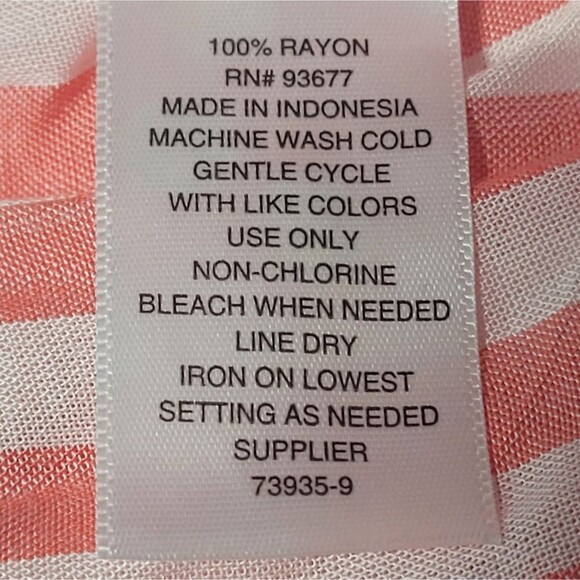 100% RAYON
RN# 93677
MADE IN INDONESIA
MACHINE WASH COLD
GENTLE CYCLE
WITH LIKE COLORS
USE ONLY
NON-CHLORINE
BLEACH WHEN NEEDED
LINE DRY
IRON ON LOWEST
SETTING AS NEEDED
SUPPLIER
73935-9